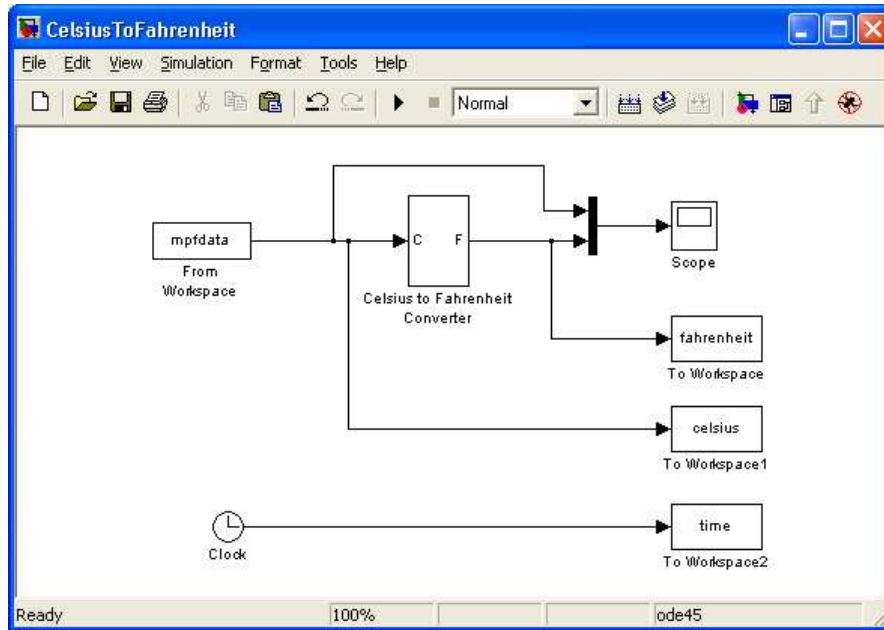 CelsiusToFahrenheit
File Edit View Simulation Format Tools Help
Normal
mpfdata
From
Workspace
C F
Celsius to Fahrenheit
Converter
Scope
fahrenheit
To Workspace
celsius
To Workspace1
Clock
time
To Workspace2
Ready 100% ode45